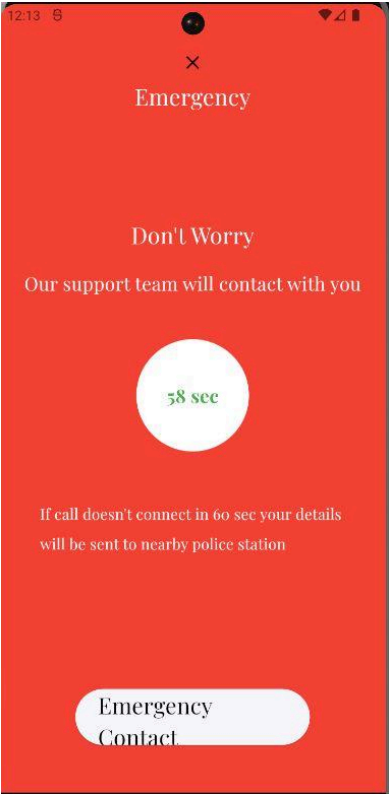 12:13
Emergency
Don't Worry
Our support team will contact with you
58 sec
If call doesn't connect in 60 sec your details
will be sent to nearby police station
Emergency
Contact